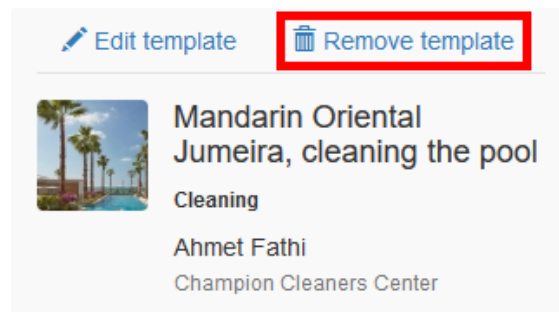 Edit template
Remove template
Mandarin Oriental
Jumeira, cleaning the pool
Cleaning
Ahmet Fathi
Champion Cleaners Center